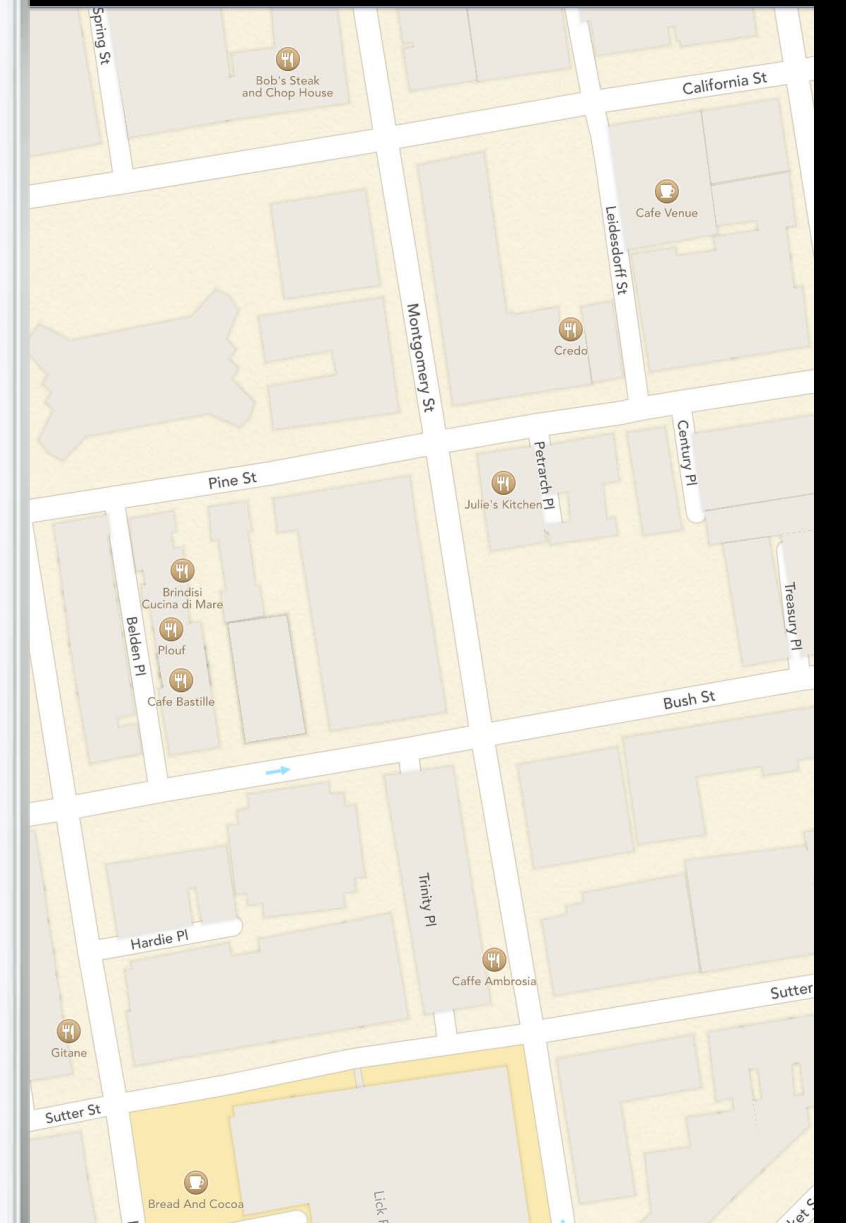 Spring St
Bob's Steak
and Chop House
California St
Cafe Venue
Leidesdorff St
Montgomery St
Credo
Pine St
Century Pl
Petrarch Pl
Julie's Kitchen
Brindisi
Cucina di Mare
Treasury Pl
Belden Pl
Plouf
Cafe Bastille
Bush St
Trinity Pl
Hardie Pl
Caffe Ambrosia
Sutter
Gitane
Sutter St
Bread And Cocoa
Lick